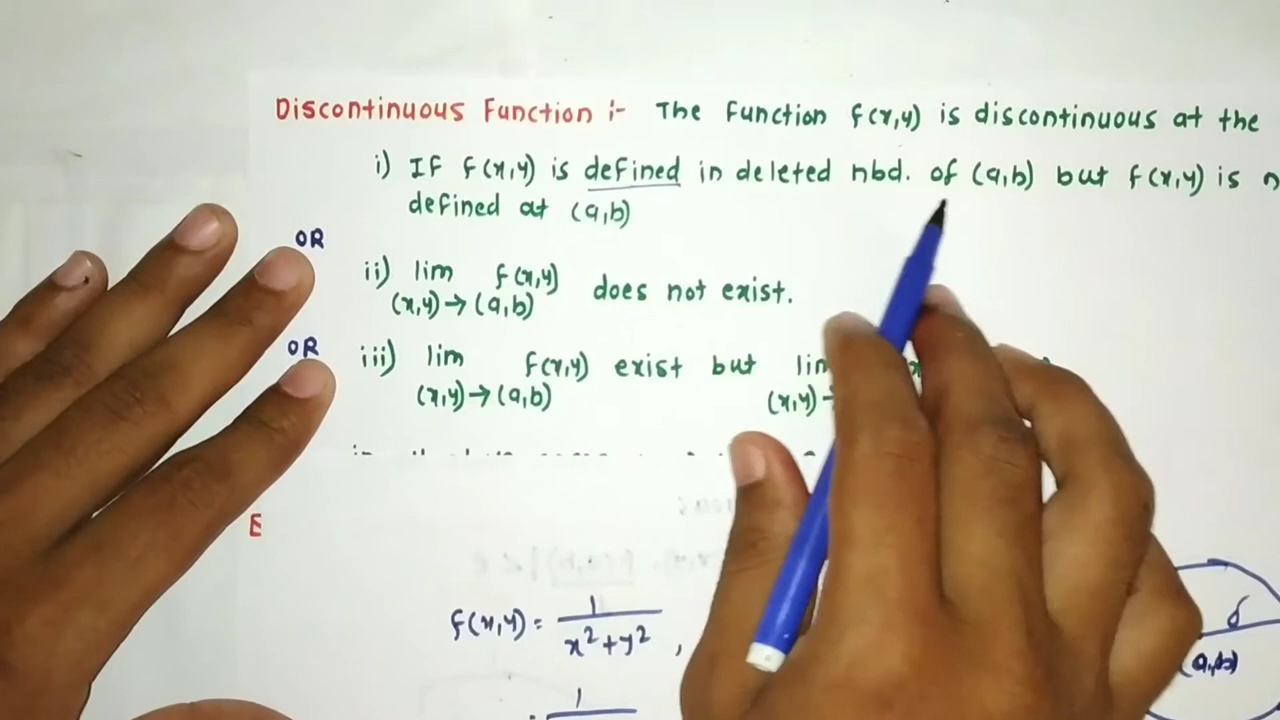 Discontinuous Function :- The Function f(x,y) is discontinuous at the
i) IF f(x,y) is defined in deleted nbd. of (a,b) but f(x,y) is
defined at (a,b)
OR
ii) lim f(x,y) does not exist.
(x,y)→(a,b)
OR
iii) lim f(x,y) exist but lim
(x,y)→(a,b) (x,y)→
E
f(x,y) = 1/(x²+y²) ,
δ
(a,b)